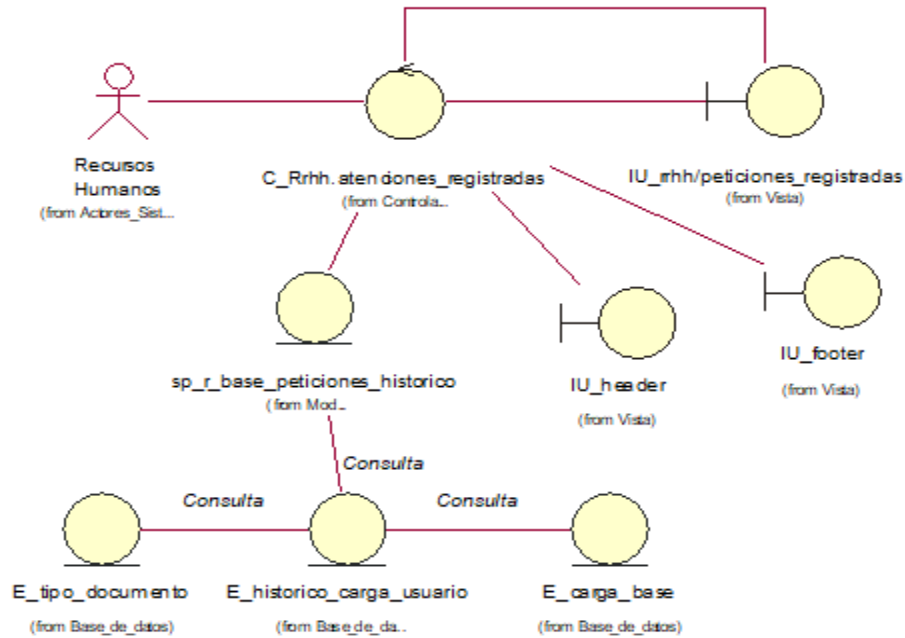 Recursos
Humanos
(from Actores_Sist...
C_Rrhh.atenciones_registradas
(from Controla...
IU_rrhh/peticiones_registradas
(from Vista)
sp_r_base_peticiones_historico
(from Mod...
IU_header
(from Vista)
IU_footer
(from Vista)
Consulta
Consulta
Consulta
E_tipo_documento
(from Base_de_datos)
E_historico_carga_usuario
(from Base_de_da...
E_carga_base
(from Base_de_datos)